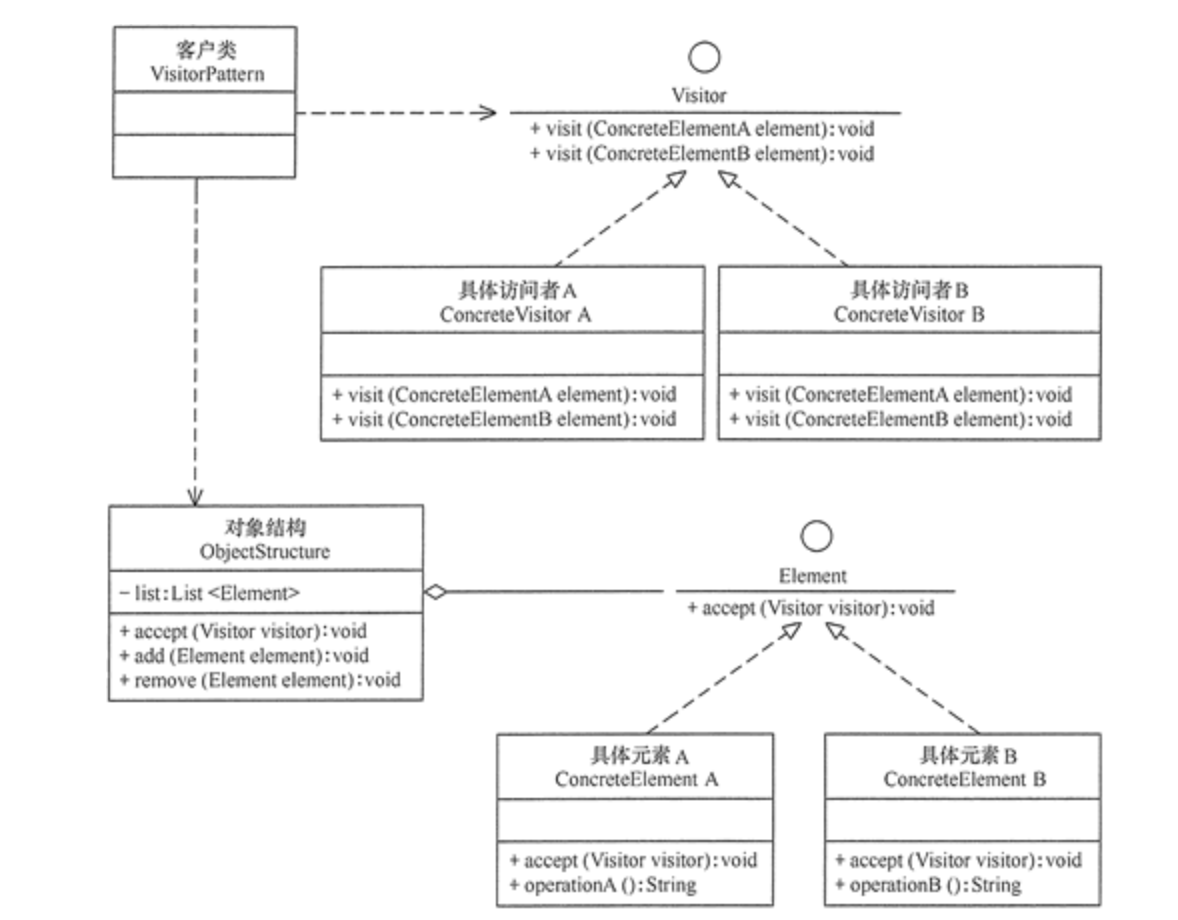 客户类
VisitorPattern
Visitor
+ visit (ConcreteElementA element):void
+ visit (ConcreteElementB element):void
具体访问者A
ConcreteVisitor A
+ visit (ConcreteElementA element):void
+ visit (ConcreteElementB element):void
具体访问者B
ConcreteVisitor B
+ visit (ConcreteElementA element):void
+ visit (ConcreteElementB element):void
对象结构
ObjectStructure
- list:List <Element>
+ accept (Visitor visitor):void
+ add (Element element):void
+ remove (Element element):void
Element
+ accept (Visitor visitor):void
具体元素 A
ConcreteElement A
+ accept (Visitor visitor):void
+ operationA ():String
具体元素 B
ConcreteElement B
+ accept (Visitor visitor):void
+ operationB ():String